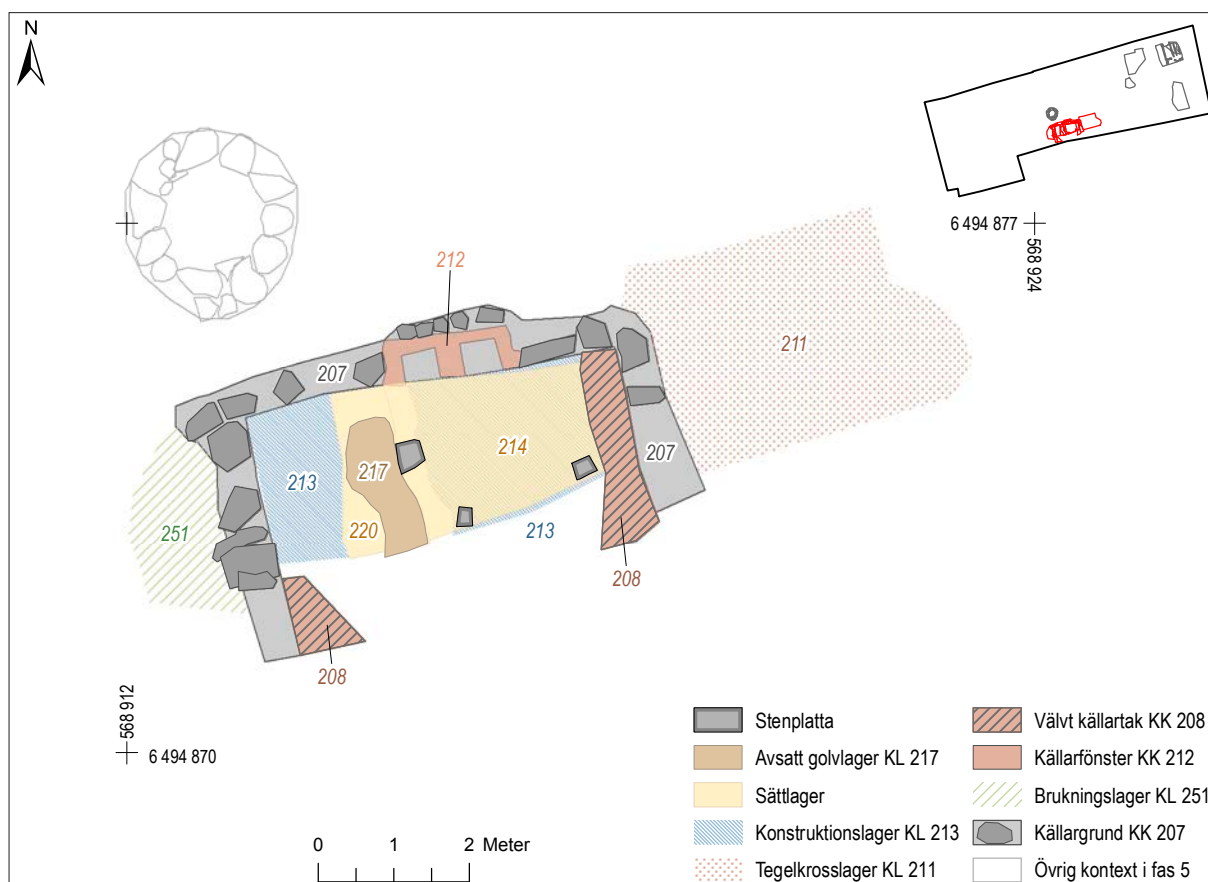 N
6 494 877
568 924
212
211
207
214
207
217
213
251
220
213
208
208
568 912
6 494 870
Stenplatta
Avsatt golvlager KL 217
Sättlager
Konstruktionslager KL 213
Tegelkrosslager KL 211
Välvt källartak KK 208
Källarfönster KK 212
Brukningslager KL 251
Källargrund KK 207
Övrig kontext i fas 5
0 1 2 Meter